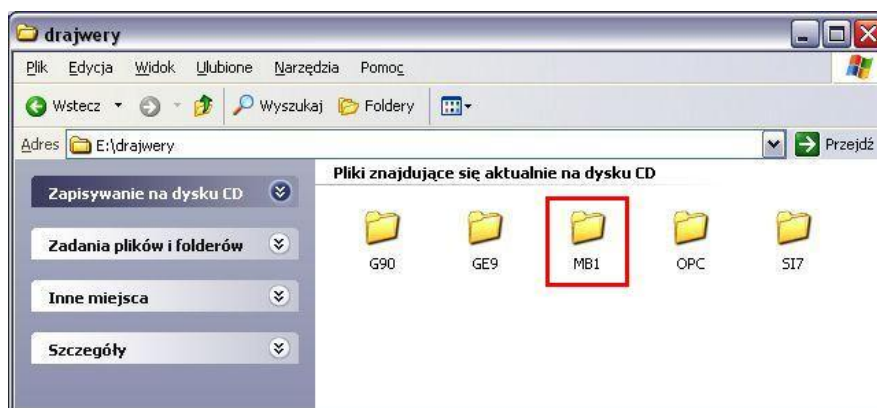 drajwery
Plik Edycja Widok Ulubione Narzędzia Pomoc
Wstecz Wyszukaj Foldery
Adres E:\drajwery Przejdź
Pliki znajdujące się aktualnie na dysku CD
Zapisywanie na dysku CD
Zadania plików i folderów
Inne miejsca
Szczegóły
G90 GE9 MB1 OPC SI7